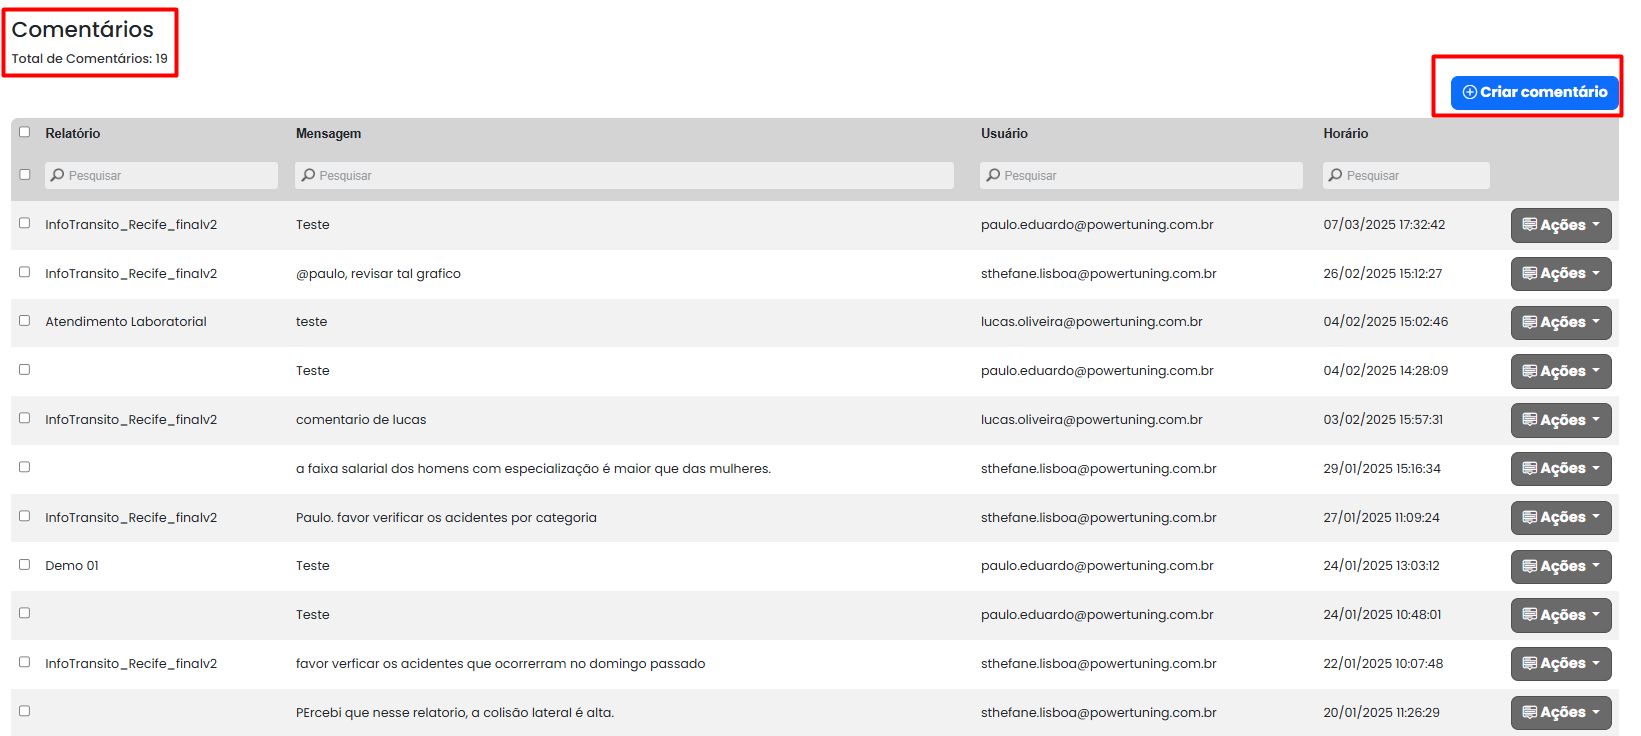 Comentários
Total de Comentários: 19
Criar comentário
Relatório Mensagem Usuário Horário
Pesquisar Pesquisar Pesquisar Pesquisar
InfoTransito_Recife_finalv2 Teste paulo.eduardo@powertuning.com.br 07/03/2025 17:32:42 Ações
InfoTransito_Recife_finalv2 @paulo, revisar tal grafico sthefane.lisboa@powertuning.com.br 26/02/2025 15:12:27 Ações
Atendimento Laboratorial teste lucas.oliveira@powertuning.com.br 04/02/2025 15:02:46 Ações
Teste paulo.eduardo@powertuning.com.br 04/02/2025 14:28:09 Ações
InfoTransito_Recife_finalv2 comentario de lucas lucas.oliveira@powertuning.com.br 03/02/2025 15:57:31 Ações
a faixa salarial dos homens com especialização é maior que das mulheres. sthefane.lisboa@powertuning.com.br 29/01/2025 15:16:34 Ações
InfoTransito_Recife_finalv2 Paulo. favor verificar os acidentes por categoria sthefane.lisboa@powertuning.com.br 27/01/2025 11:09:24 Ações
Demo 01 Teste paulo.eduardo@powertuning.com.br 24/01/2025 13:03:12 Ações
Teste paulo.eduardo@powertuning.com.br 24/01/2025 10:48:01 Ações
InfoTransito_Recife_finalv2 favor verficar os acidentes que ocorrerram no domingo passado sthefane.lisboa@powertuning.com.br 22/01/2025 10:07:48 Ações
PErcebi que nesse relatorio, a colisão lateral é alta. sthefane.lisboa@powertuning.com.br 20/01/2025 11:26:29 Ações